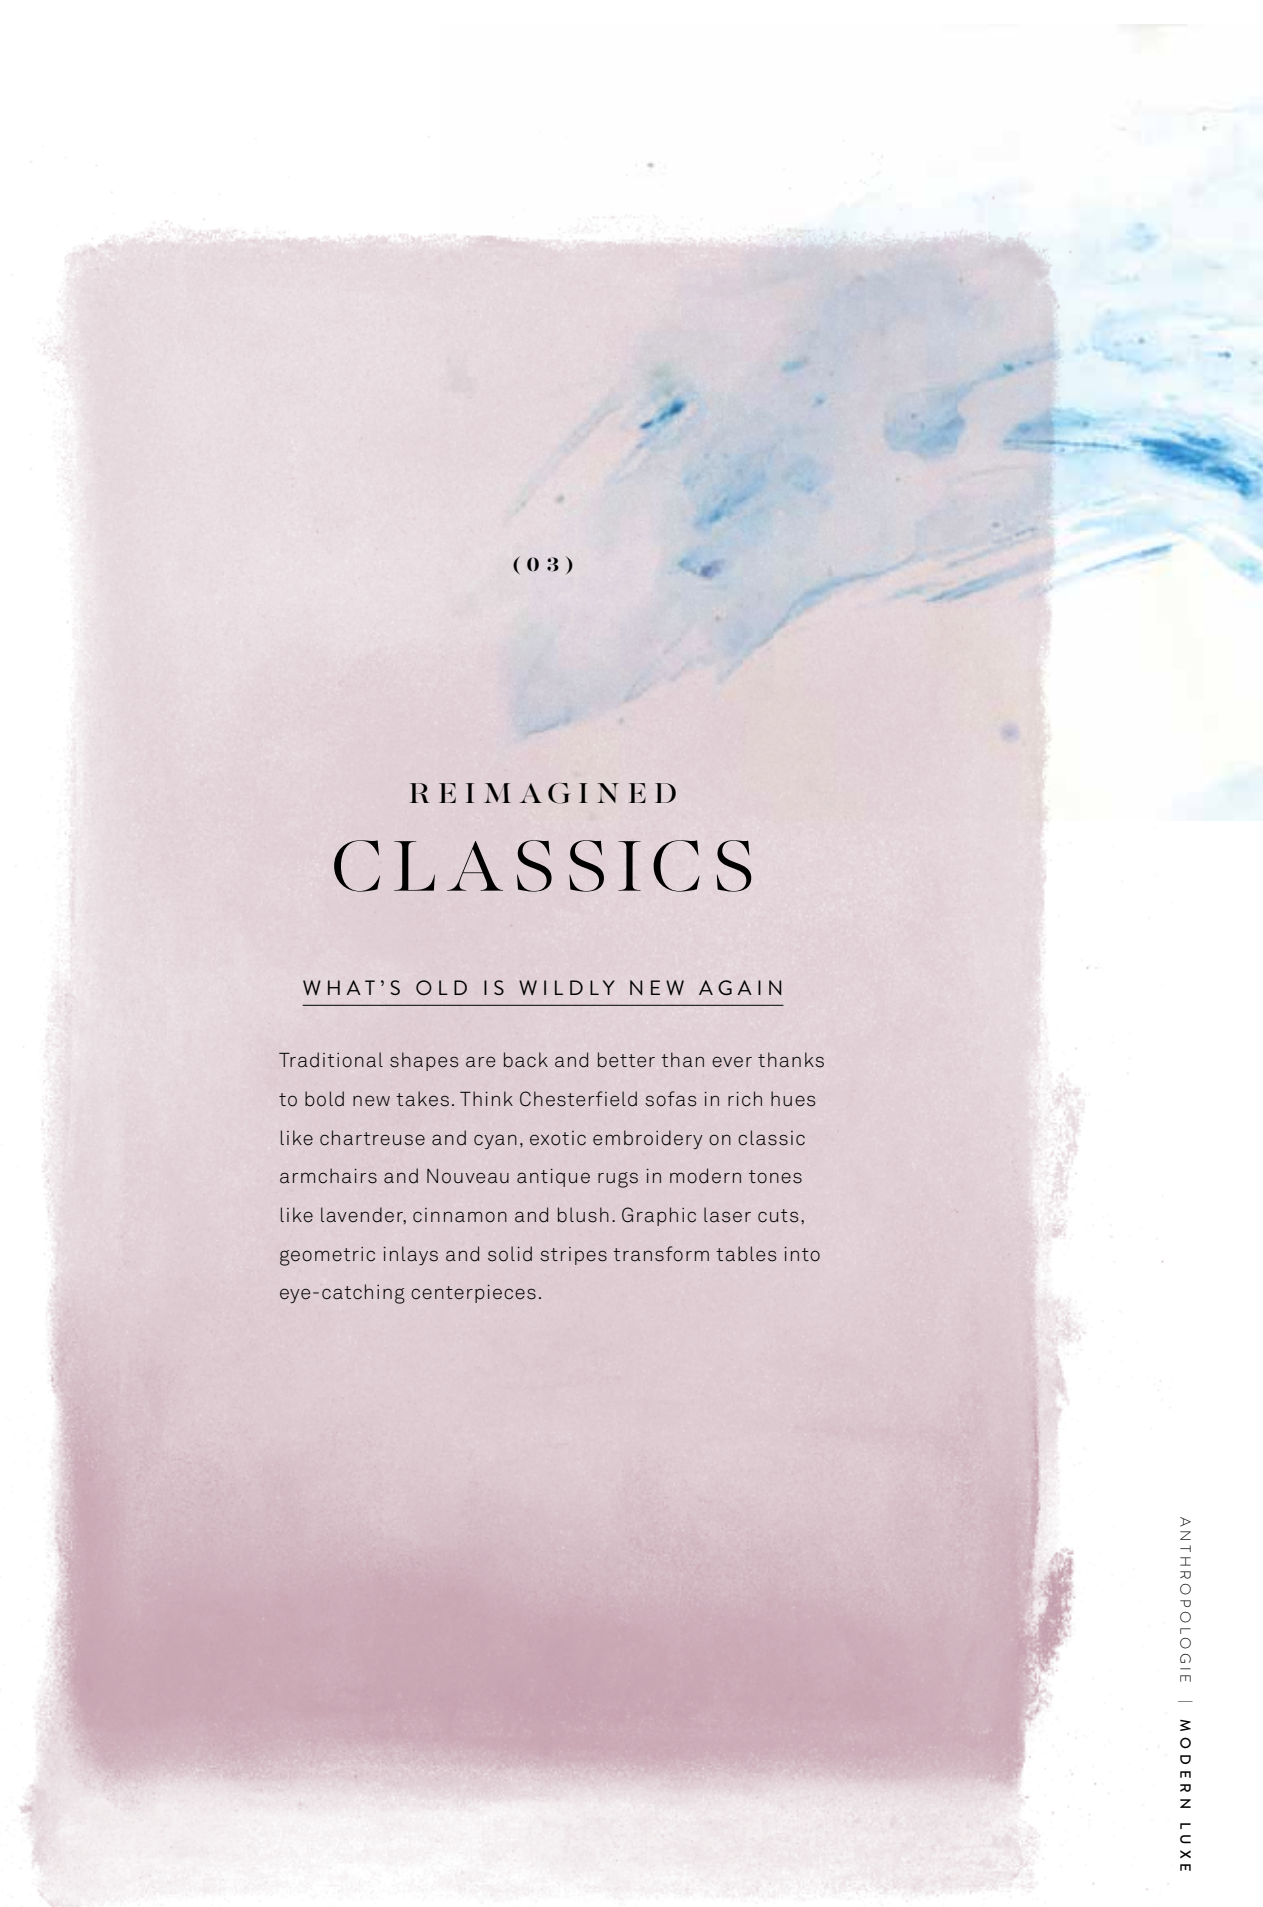 (03)
REIMAGINED
CLASSICS
WHAT’S OLD IS WILDLY NEW AGAIN
Traditional shapes are back and better than ever thanks
to bold new takes. Think Chesterfield sofas in rich hues
like chartreuse and cyan, exotic embroidery on classic
armchairs and Nouveau antique rugs in modern tones
like lavender, cinnamon and blush. Graphic laser cuts,
geometric inlays and solid stripes transform tables into
eye-catching centerpieces.
ANTHROPOLOGIE | MODERN LUXE